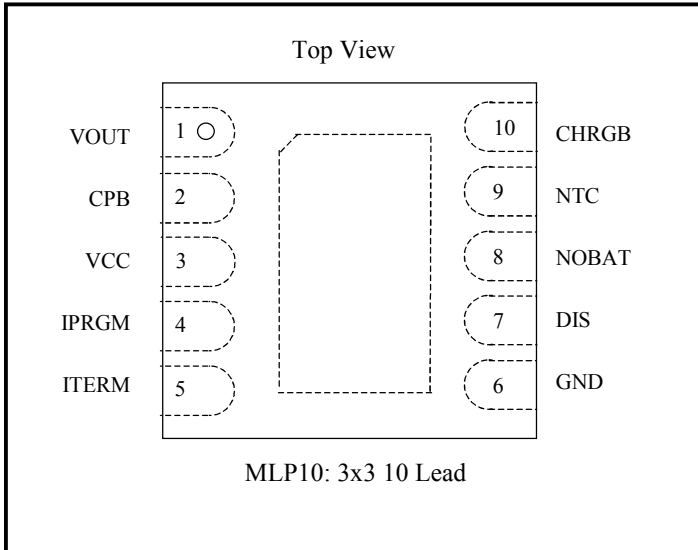 Top View
VOUT 1 10 CHRGB
CPB 2 9 NTC
VCC 3 8 NOBAT
IPRGM 4 7 DIS
ITERM 5 6 GND
MLP10: 3x3 10 Lead